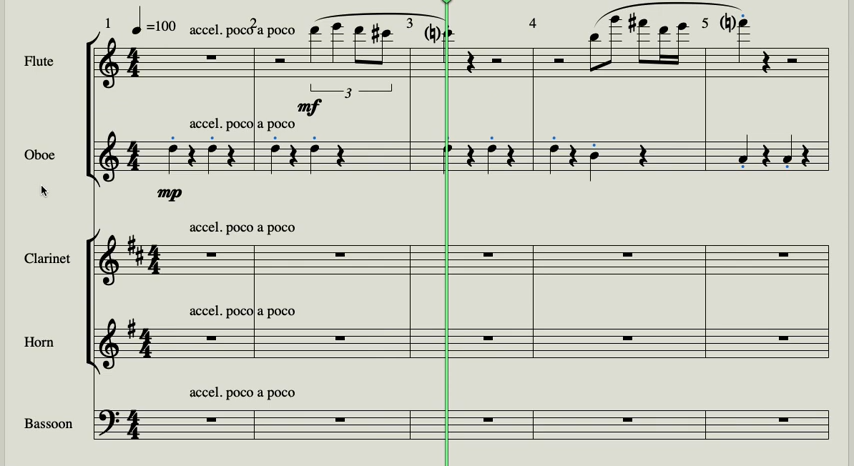 1 =100 accel. poco a poco 2 3 4 5
Flute
3
mf
accel. poco a poco
Oboe
mp
accel. poco a poco
Clarinet
accel. poco a poco
Horn
accel. poco a poco
Bassoon